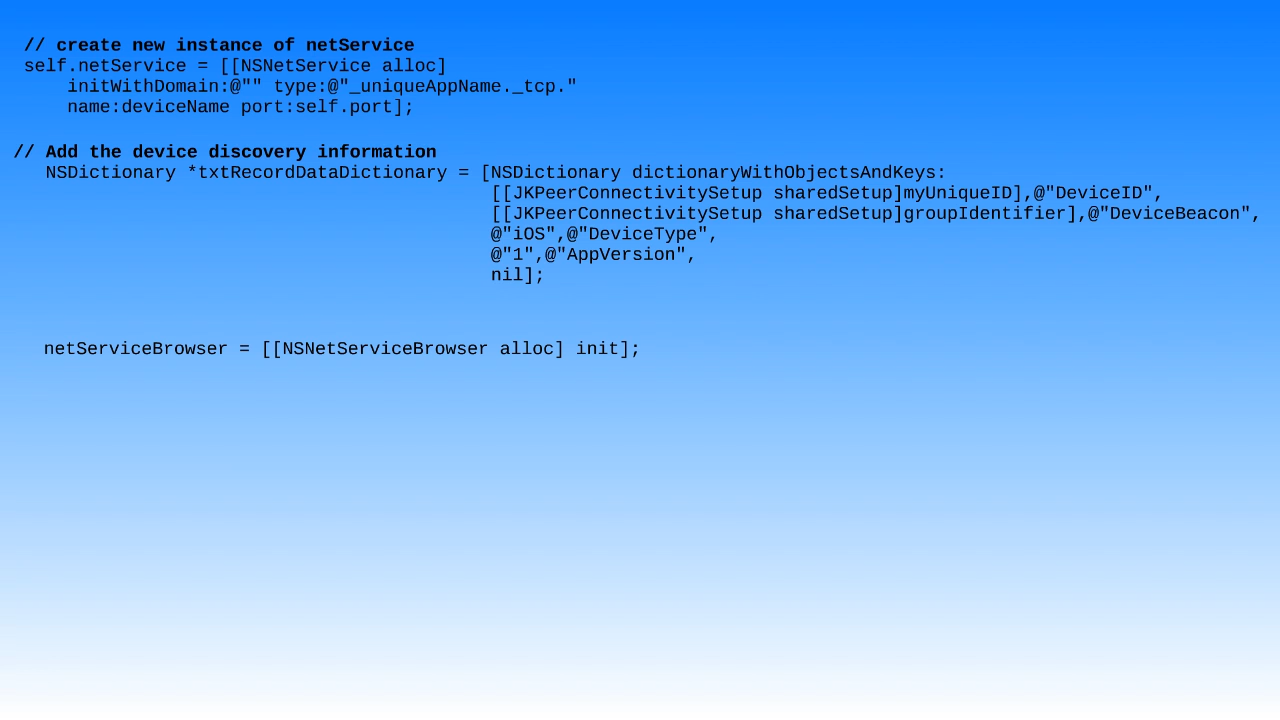 // create new instance of netService
self.netService = [[NSNetService alloc]
initWithDomain:@"" type:@"_uniqueAppName._tcp."
name:deviceName port:self.port];
// Add the device discovery information
NSDictionary *txtRecordDataDictionary = [NSDictionary dictionaryWithObjectsAndKeys:
[[JKPeerConnectivitySetup sharedSetup]myUniqueID],@"DeviceID",
[[JKPeerConnectivitySetup sharedSetup]groupIdentifier],@"DeviceBeacon",
@"iOS",@"DeviceType",
@"1",@"AppVersion",
nil];
netServiceBrowser = [[NSNetServiceBrowser alloc] init];